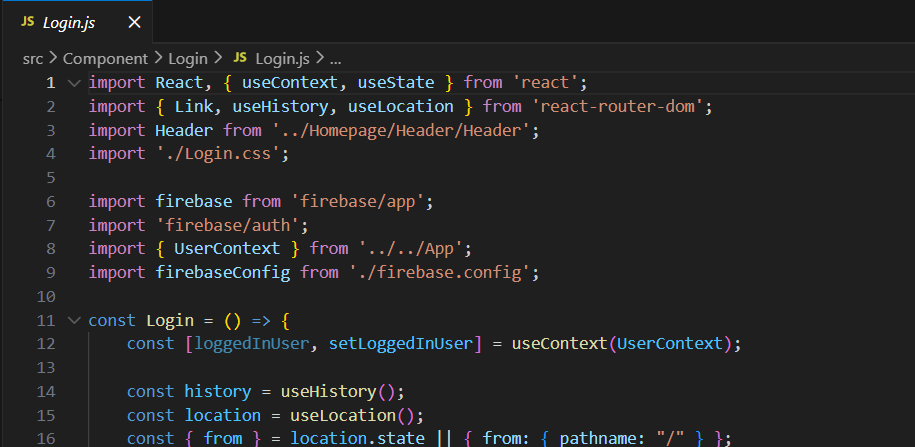 JS Login.js ×
src > Component > Login > JS Login.js > ...
1 import React, { useContext, useState } from 'react';
2 import { Link, useHistory, useLocation } from 'react-router-dom';
3 import Header from '../Homepage/Header/Header';
4 import './Login.css';
5
6 import firebase from 'firebase/app';
7 import 'firebase/auth';
8 import { UserContext } from '../../App';
9 import firebaseConfig from './firebase.config';
10
11 const Login = () => {
12 const [loggedInUser, setLoggedInUser] = useContext(UserContext);
13
14 const history = useHistory();
15 const location = useLocation();
16 const { from } = location.state || { from: { pathname: "/" } };